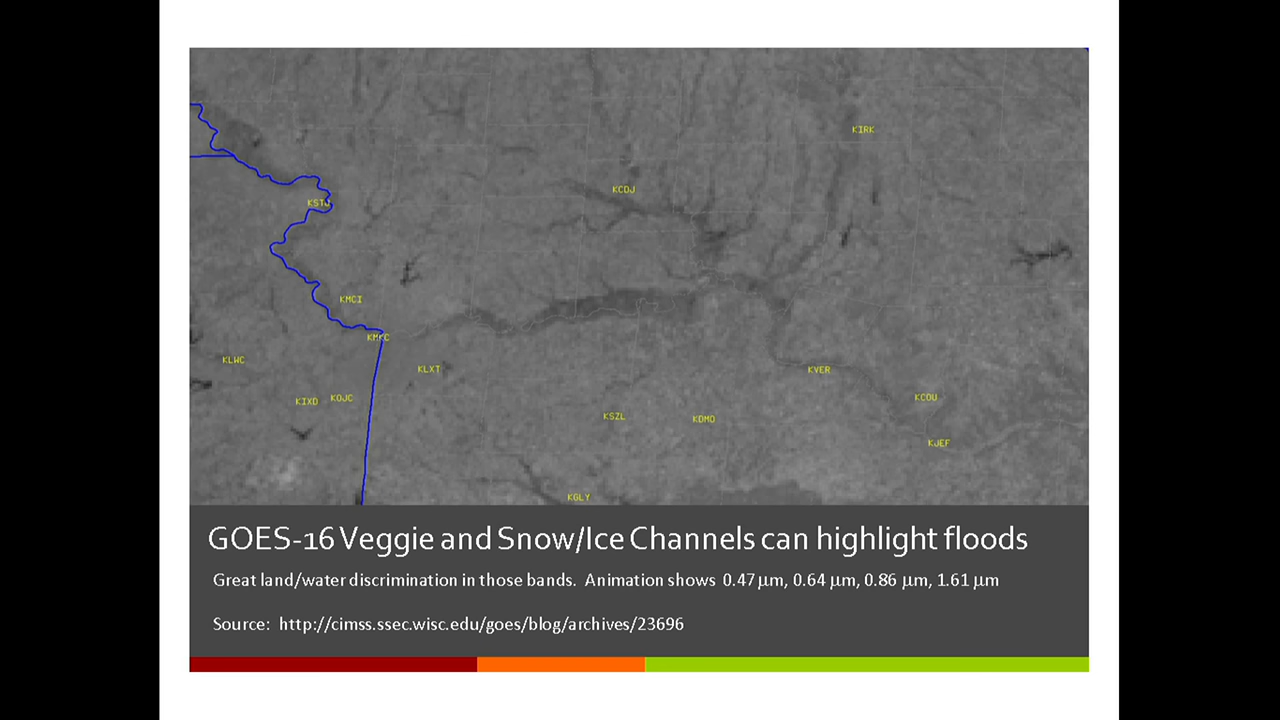 KIRK
KCDJ
KSTJ
KMCI
KMKC
KLWC
KLXT
KVER
KIXD
KOJC
KCOU
KSZL
KDMO
KJEF
KGLY
GOES-16 Veggie and Snow/Ice Channels can highlight floods
Great land/water discrimination in those bands. Animation shows 0.47 µm, 0.64 µm, 0.86 µm, 1.61 µm
Source: http://cimss.ssec.wisc.edu/goes/blog/archives/23696